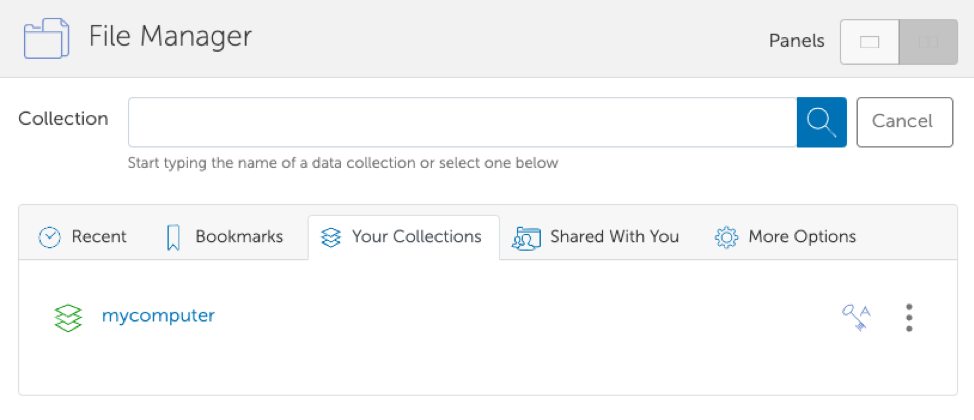 File Manager
Panels
Collection
Cancel
Start typing the name of a data collection or select one below
Recent Bookmarks Your Collections Shared With You More Options
mycomputer A